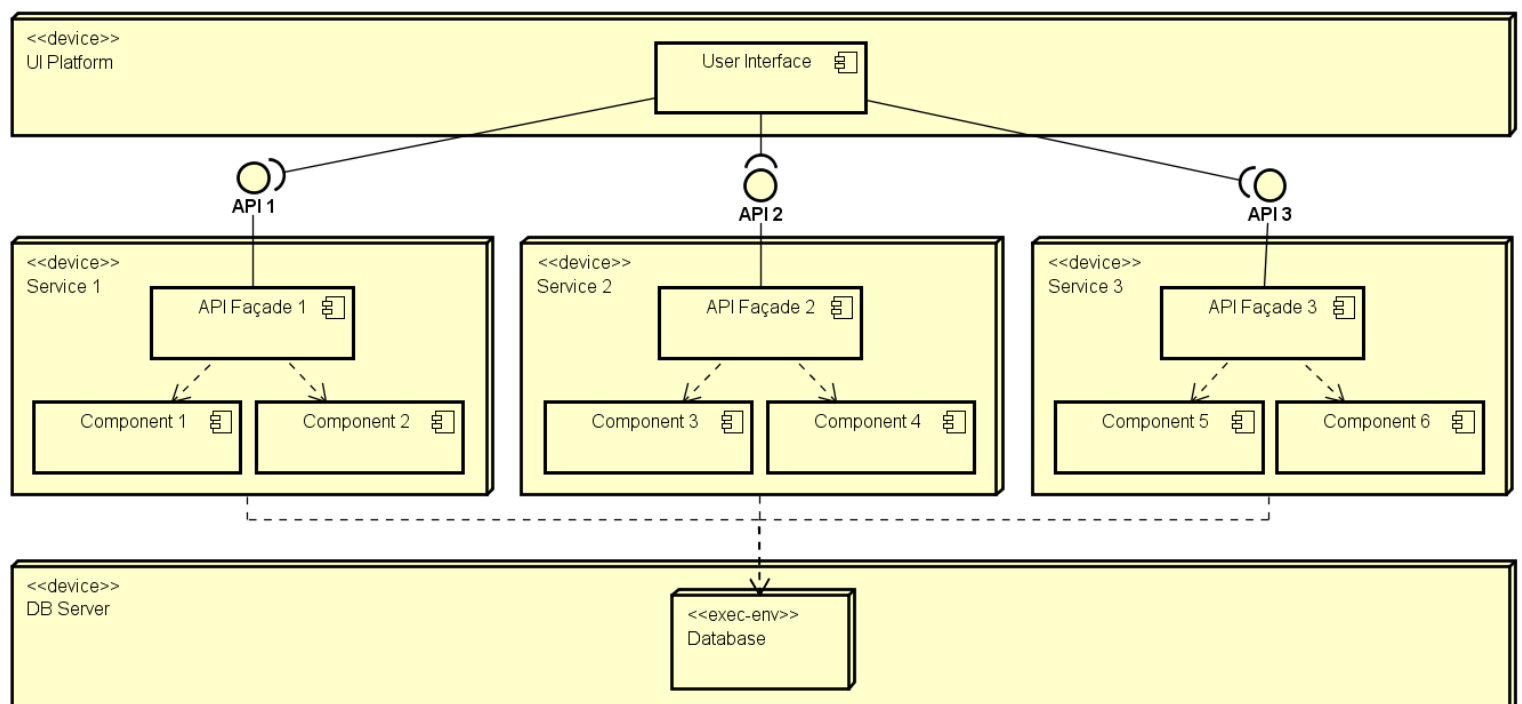 <<device>>
UI Platform
User Interface
API 1
API 2
API 3
<<device>>
Service 1
API Façade 1
Component 1
Component 2
<<device>>
Service 2
API Façade 2
Component 3
Component 4
<<device>>
Service 3
API Façade 3
Component 5
Component 6
<<device>>
DB Server
<<exec-env>>
Database